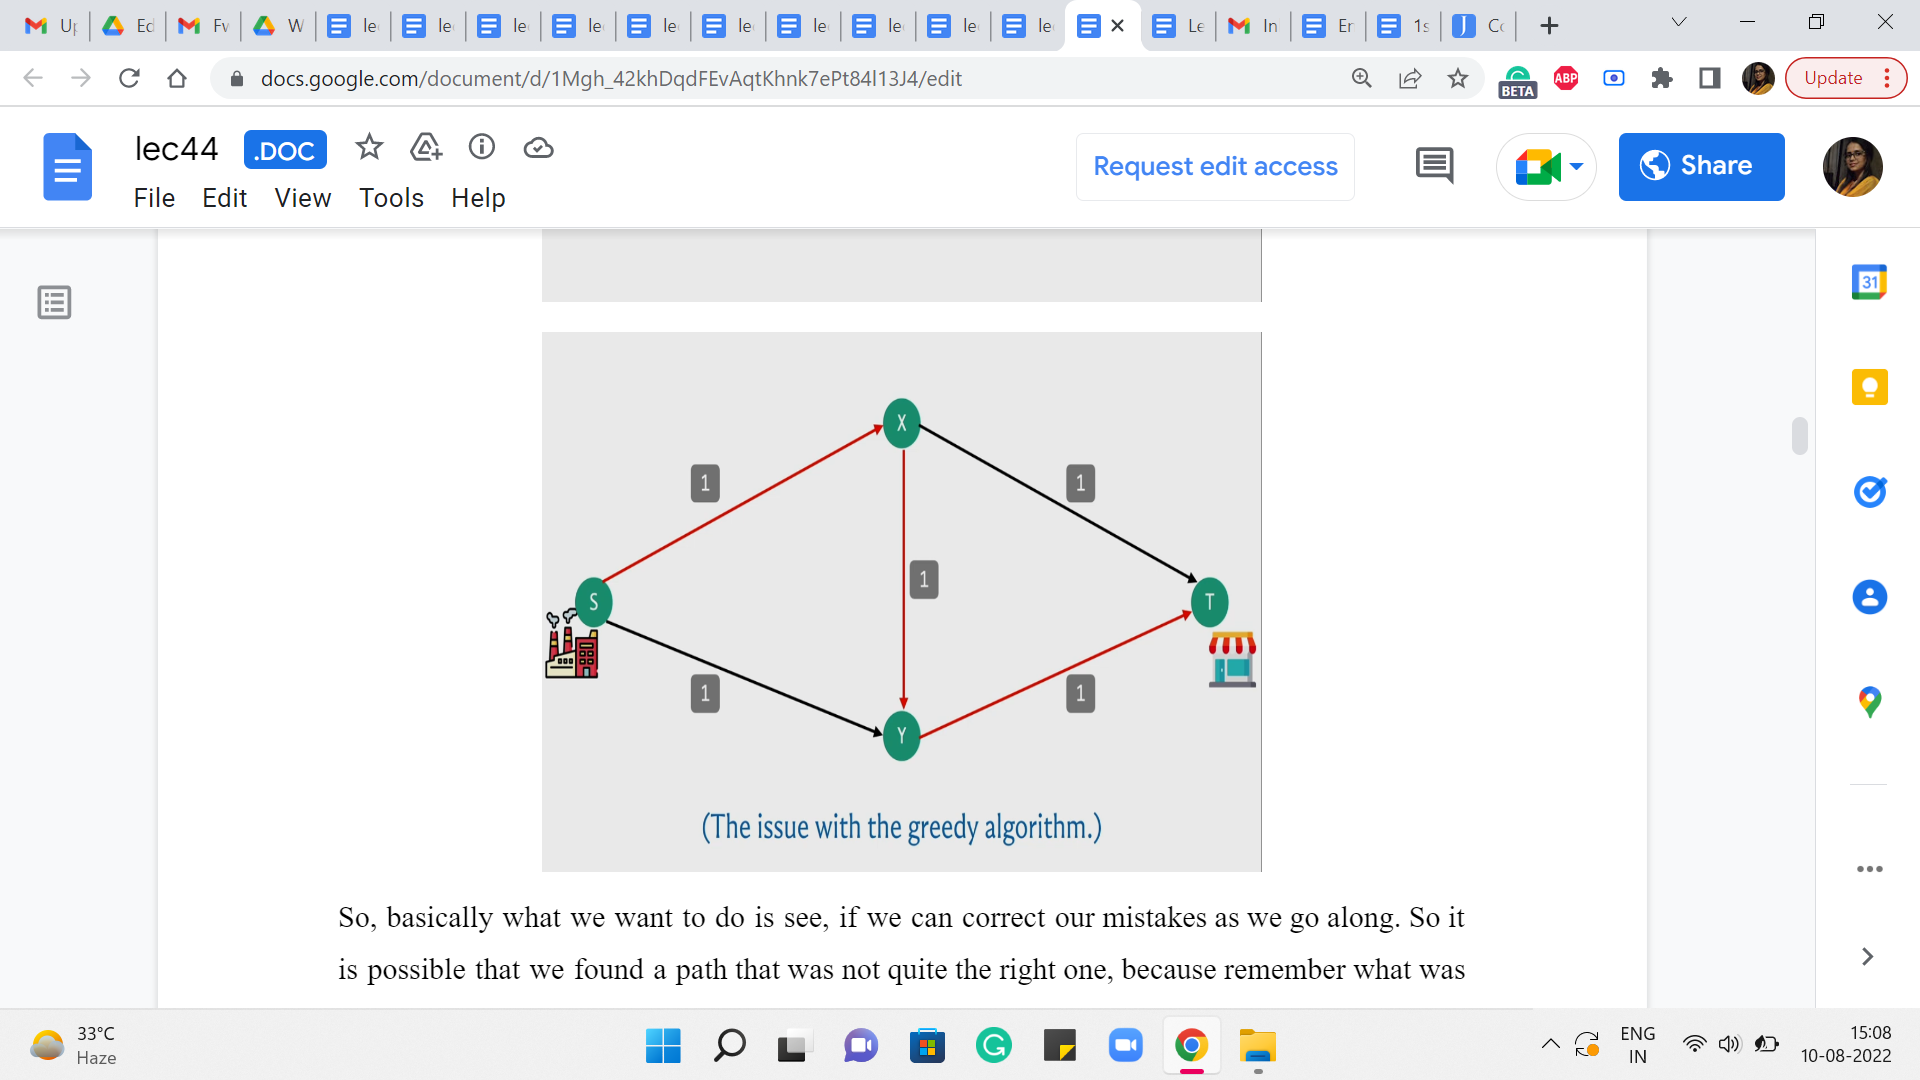 Up
Ed
Fw
W
le
le
le
le
le
le
le
le
le
le
Le
In
Er
1s
Co
docs.google.com/document/d/1Mgh_42khDqdFEvAqtKhnk7ePt84l13J4/edit
BETA
ABP
Update
lec44 .DOC
Request edit access
Share
File Edit View Tools Help
31
X
1
1
S
1
T
1
1
Y
(The issue with the greedy algorithm.)
So, basically what we want to do is see, if we can correct our mistakes as we go along. So it
is possible that we found a path that was not quite the right one, because remember what was
33°C
Haze
ENG
IN
15:08
10-08-2022